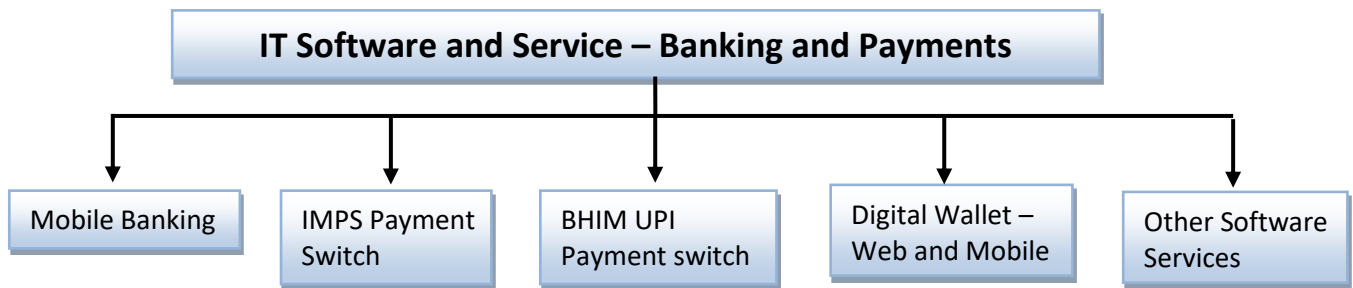 IT Software and Service – Banking and Payments
Mobile Banking
IMPS Payment
Switch
BHIM UPI
Payment switch
Digital Wallet –
Web and Mobile
Other Software
Services